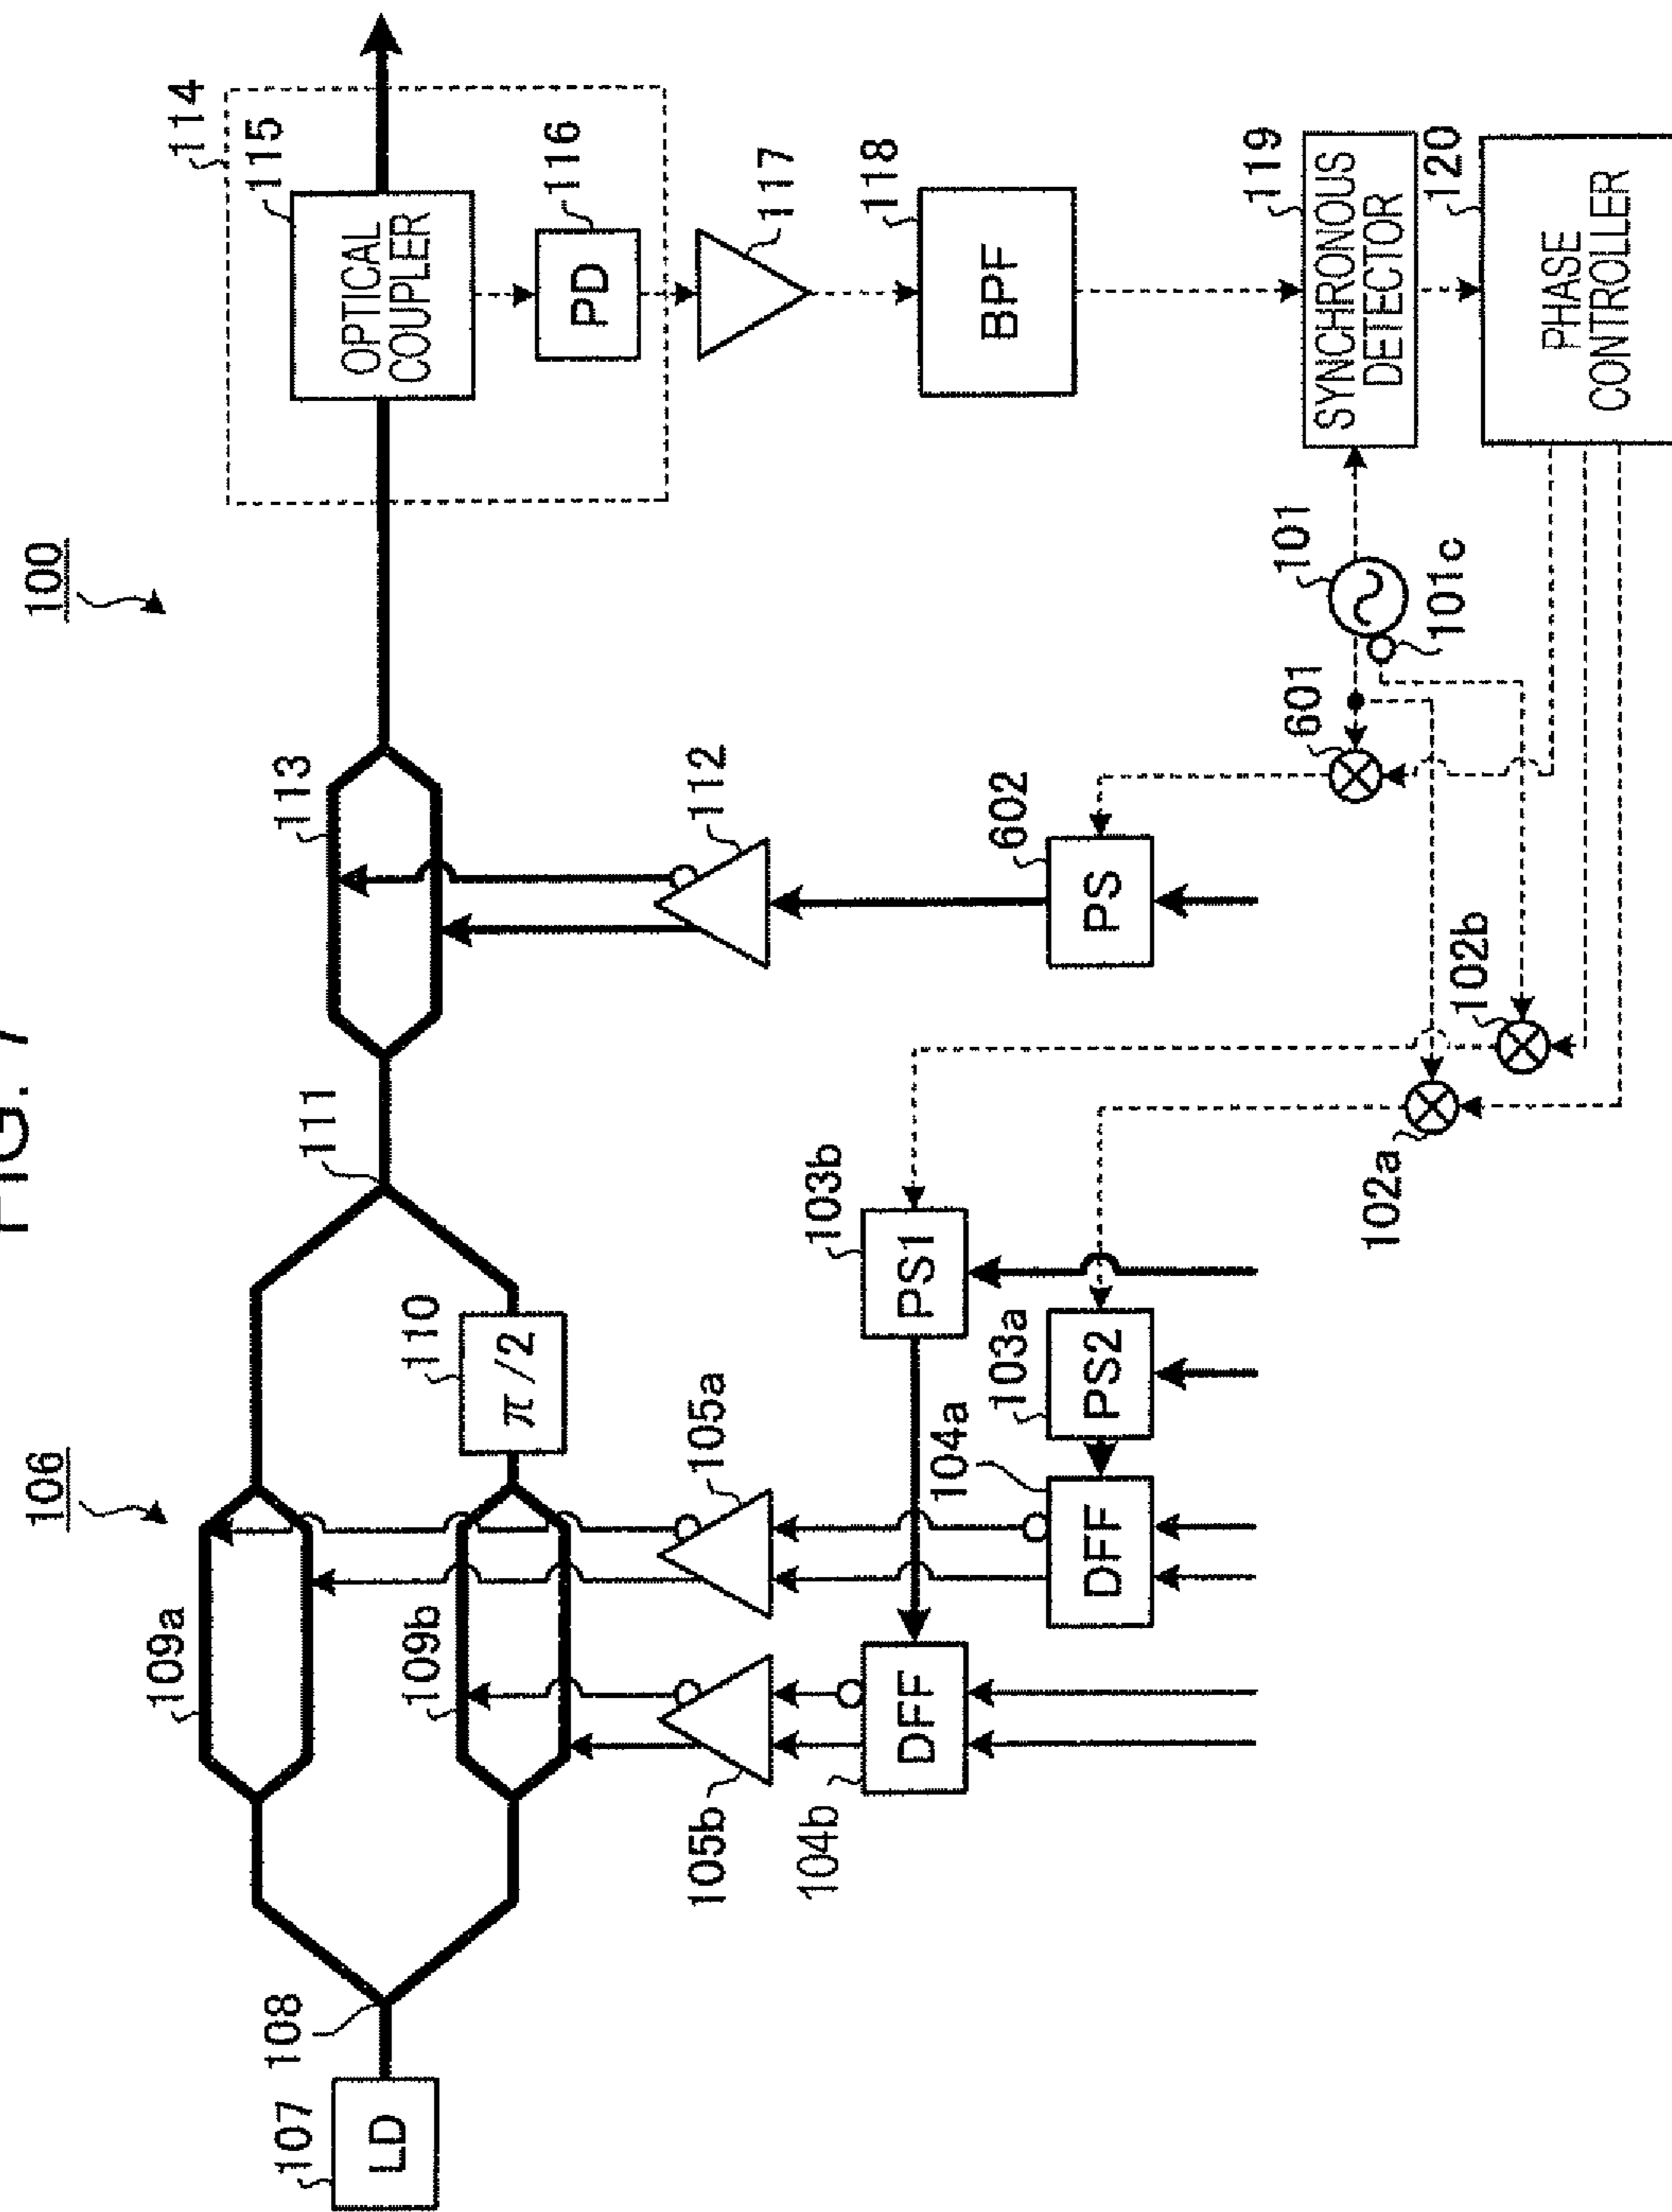 FIG. 7
100
106
107
LD
108
109a
109b
110
π/2
111
113
114
115
OPTICAL
COUPLER
116
PD
117
118
BPF
119
SYNCHRONOUS
DETECTOR
120
PHASE
CONTROLLER
101
101c
601
602
PS
112
102a
102b
103b
PS1
103a
PS2
104a
DFF
104b
DFF
105a
105b